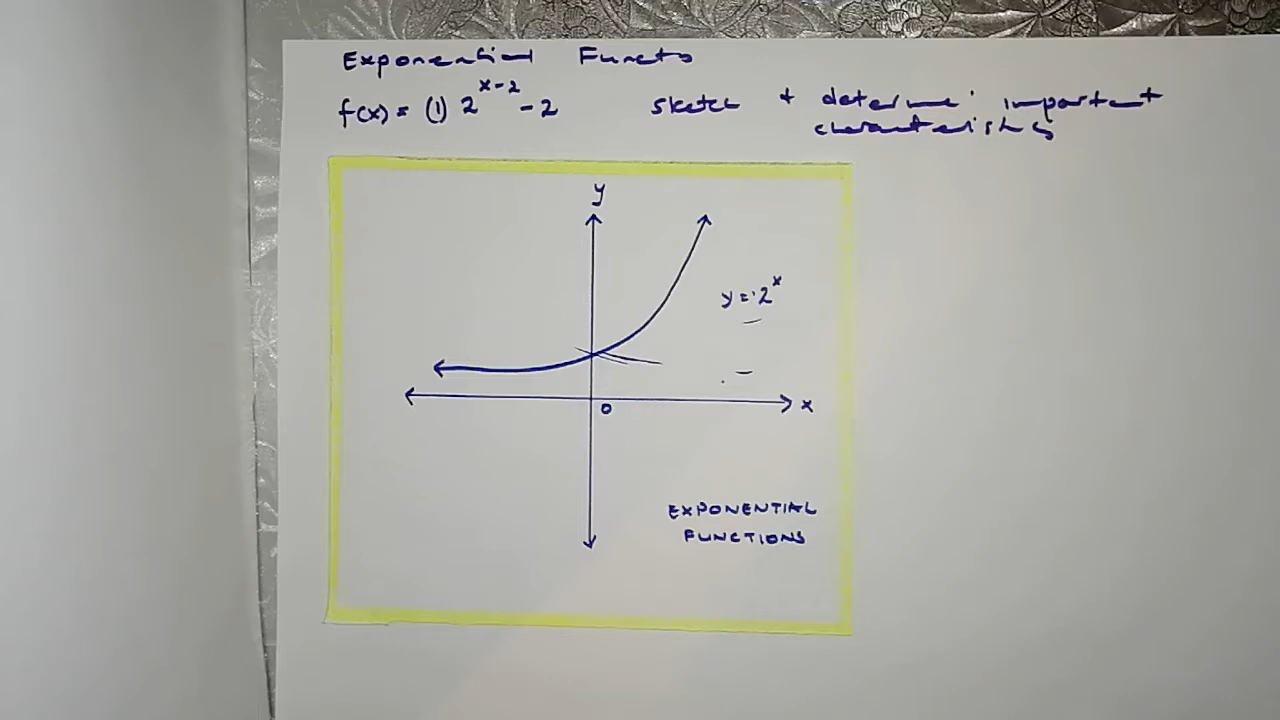 Exponential Functs
f(x) = (1) 2^(x-2) - 2 sketch + determine important
characteristics
y
y = 2^x
0 x
EXPONENTIAL
FUNCTIONS